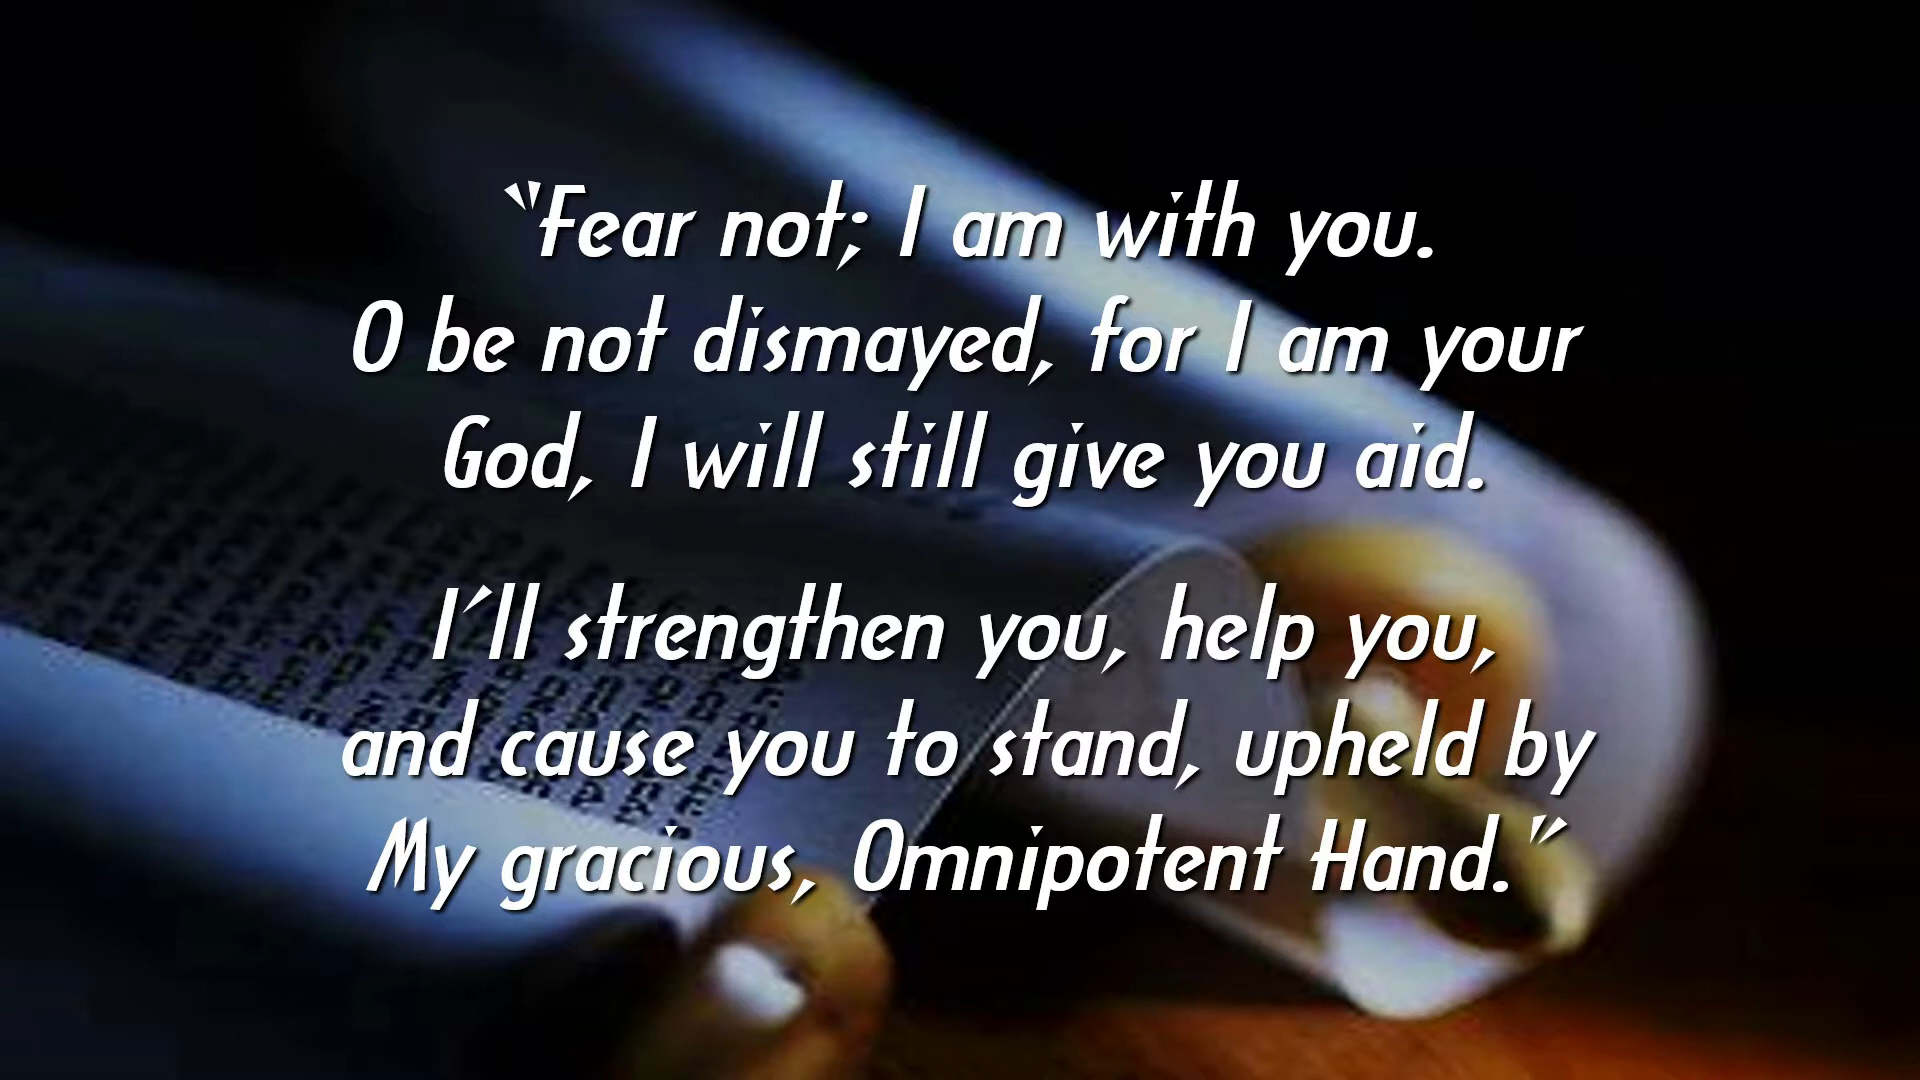 “Fear not; I am with you.
O be not dismayed, for I am your
God, I will still give you aid.
I’ll strengthen you, help you,
and cause you to stand, upheld by
My gracious, Omnipotent Hand.”